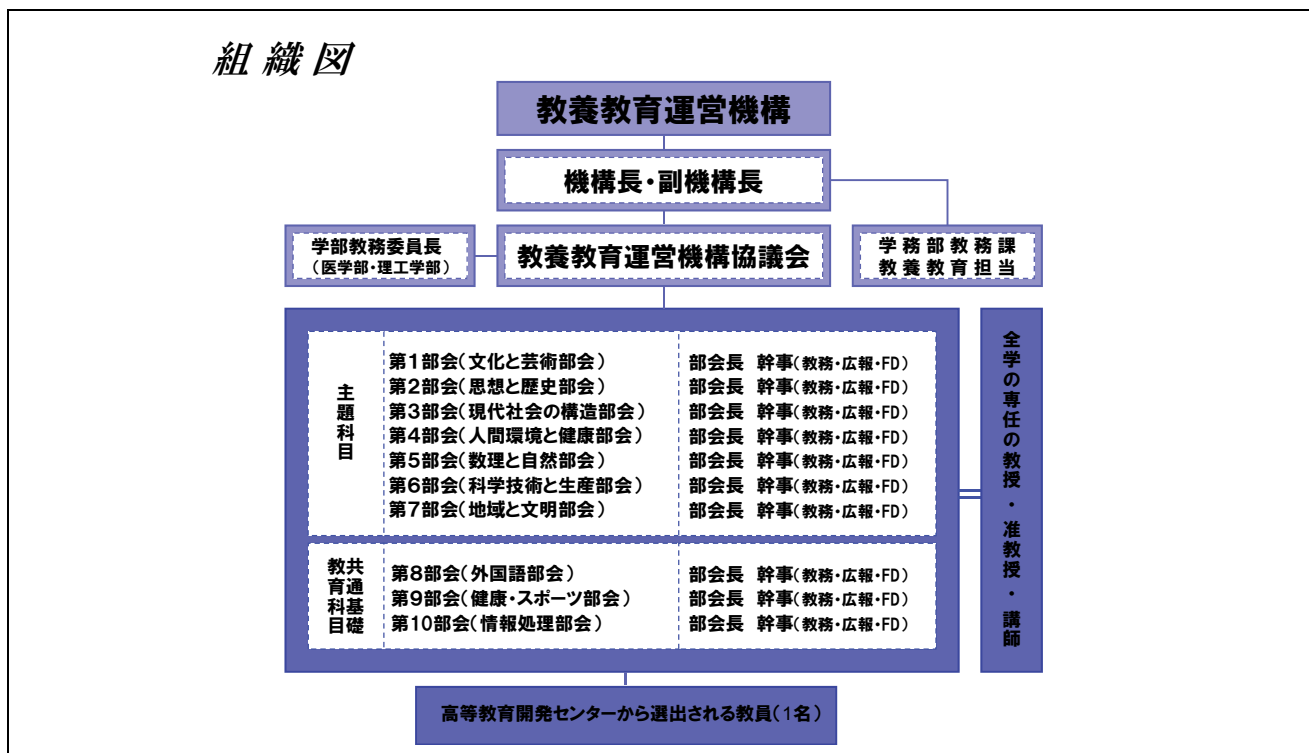 組織図
教養教育運営機構
機構長・副機構長
学部教務委員長
（医学部・理工学部）
教養教育運営機構協議会
学務部教務課
教養教育担当
主題科目
第1部会（文化と芸術部会） 部会長 幹事（教務・広報・FD）
第2部会（思想と歴史部会） 部会長 幹事（教務・広報・FD）
第3部会（現代社会の構造部会） 部会長 幹事（教務・広報・FD）
第4部会（人間環境と健康部会） 部会長 幹事（教務・広報・FD）
第5部会（数理と自然部会） 部会長 幹事（教務・広報・FD）
第6部会（科学技術と生産部会） 部会長 幹事（教務・広報・FD）
第7部会（地域と文明部会） 部会長 幹事（教務・広報・FD）
共通基礎
教育科目
第8部会（外国語部会） 部会長 幹事（教務・広報・FD）
第9部会（健康・スポーツ部会） 部会長 幹事（教務・広報・FD）
第10部会（情報処理部会） 部会長 幹事（教務・広報・FD）
全学の専任の教授・准教授・講師
高等教育開発センターから選出される教員（1名）